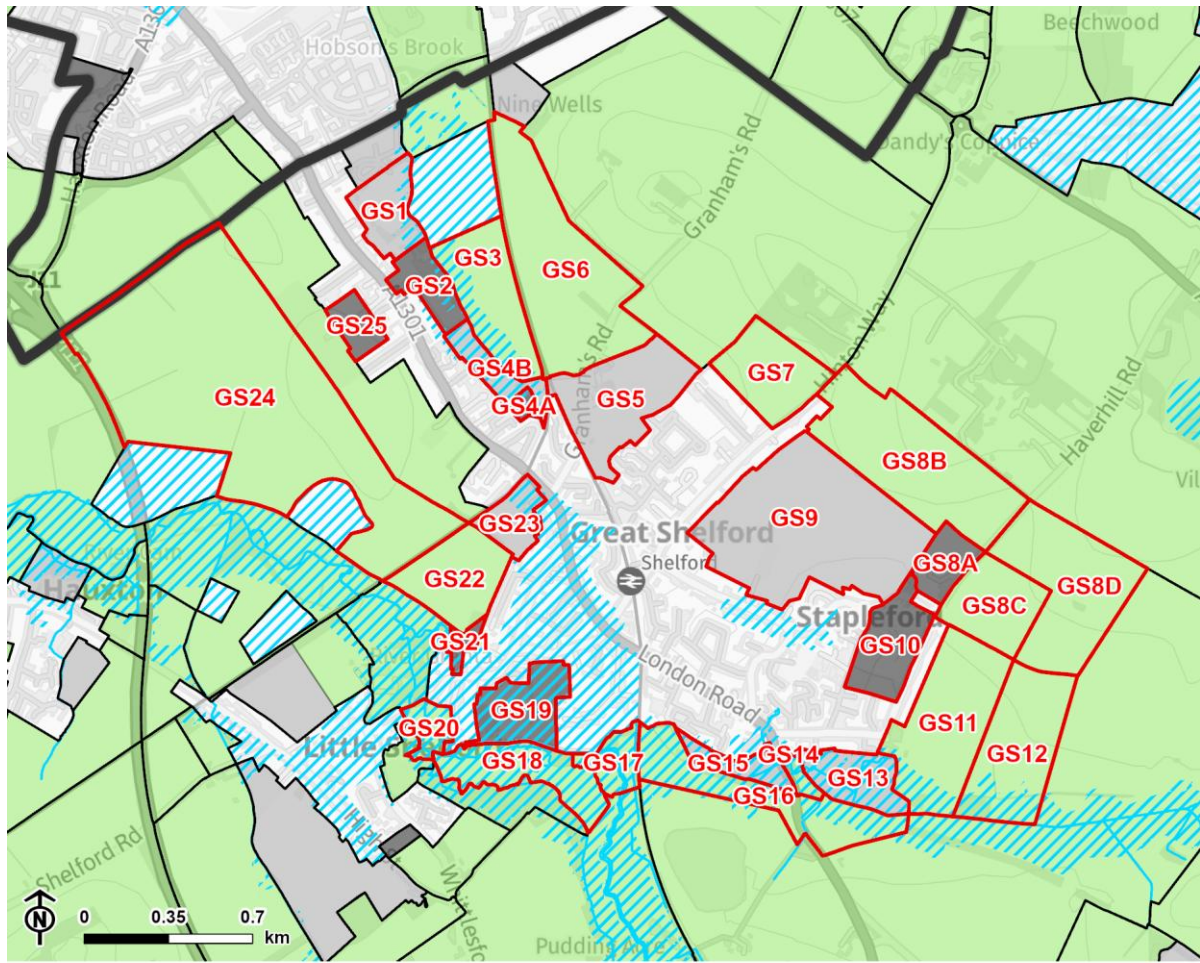 Beechwood
Hobson's Brook
Nine Wells
Dandy's Coppice
Granham's Rd
GS1
GS3
GS6
GS2
A1301
GS25
Hinton Way
GS4B
GS7
GS4A
GS5
Granham's Rd
GS24
Haverhill Rd
GS8B
GS9
GS23
Great Shelford
Shelford
GS8A
GS8D
GS22
GS8C
Hauxton
Stapleford
GS10
GS21
London Road
GS19
GS11
GS20
Little
GS12
GS18
GS17
GS15
GS14
GS13
GS16
Shelford Rd
N
0 0.35 0.7
km